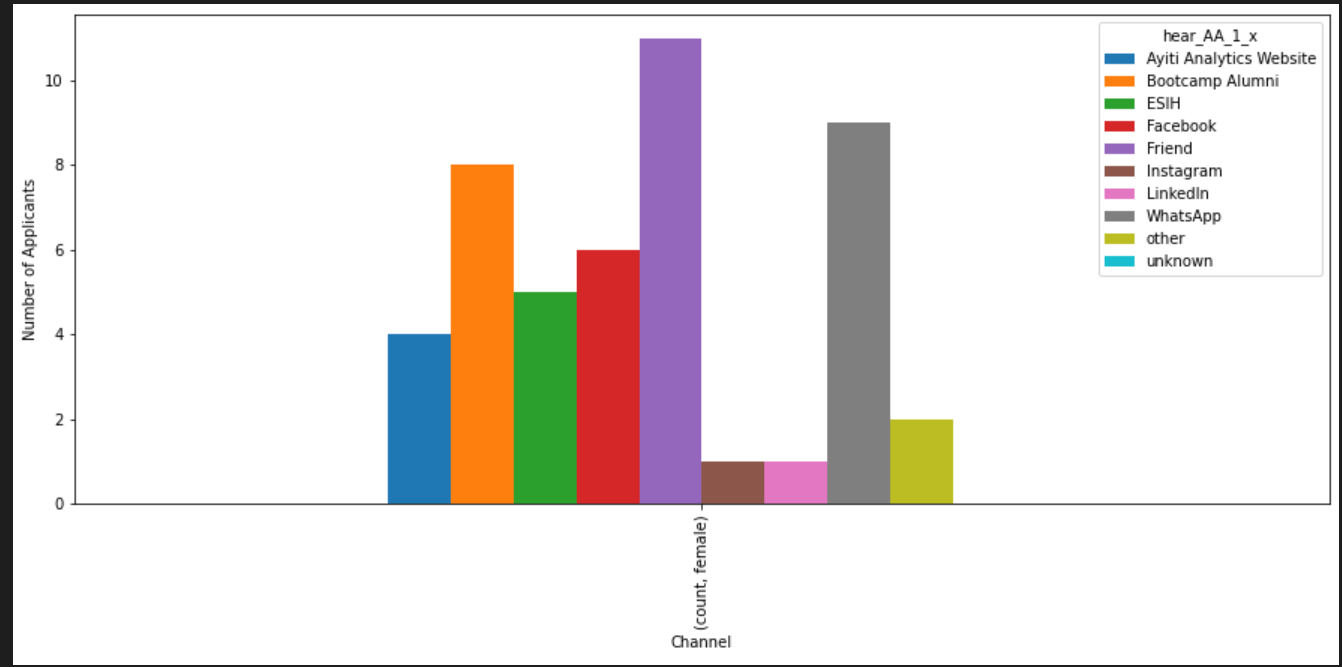 hear_AA_1_x
Ayiti Analytics Website
Bootcamp Alumni
ESIH
Facebook
Friend
Instagram
LinkedIn
WhatsApp
other
unknown
Number of Applicants
10
8
6
4
2
0
(count, female)
Channel